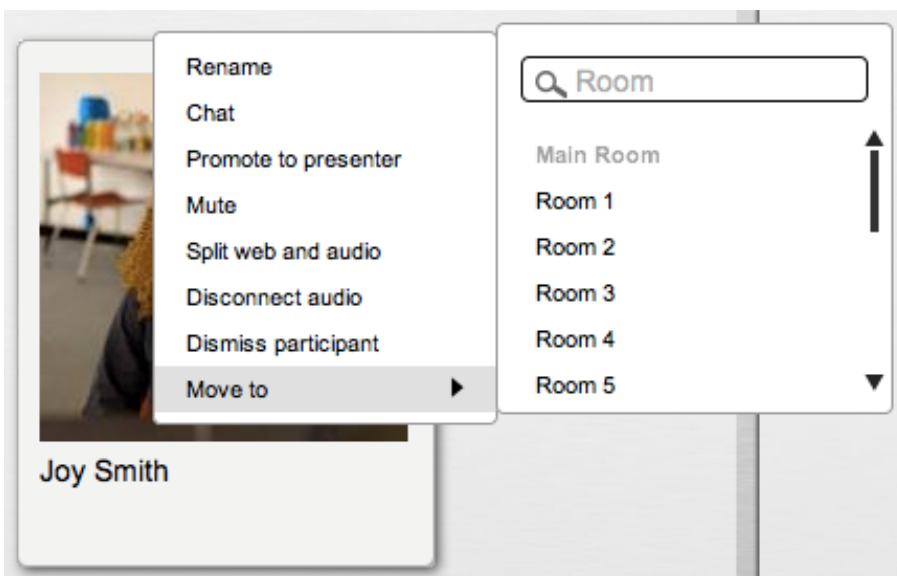 Rename
Chat
Promote to presenter
Mute
Split web and audio
Disconnect audio
Dismiss participant
Move to
Room
Main Room
Room 1
Room 2
Room 3
Room 4
Room 5
Joy Smith